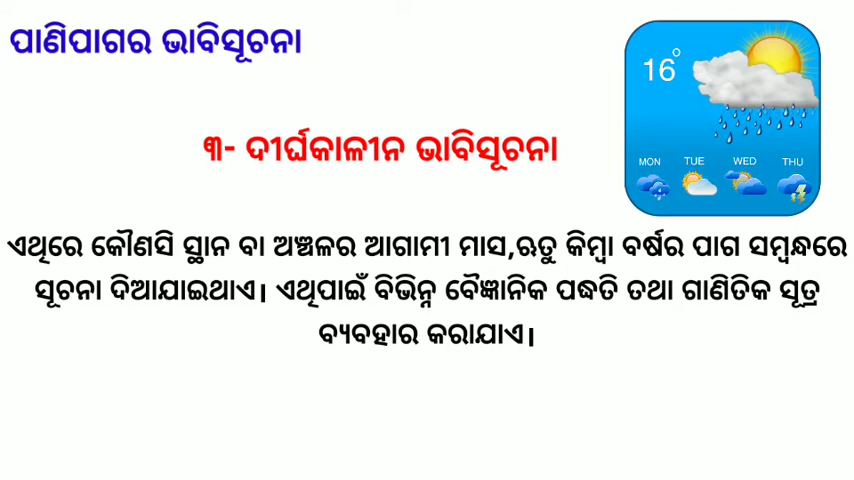 ପାଣିପାଗର ଭାବିସୂଚନା
16°
MON TUE WED THU
୩- ଦୀର୍ଘକାଳୀନ ଭାବିସୂଚନା
ଏଥିରେ କୌଣସି ସ୍ଥାନ ବା ଅଞ୍ଚଳର ଆଗାମୀ ମାସ,ଋତୁ କିମ୍ବା ବର୍ଷର ପାଗ ସମ୍ବନ୍ଧରେ
ସୂଚନା ଦିଆଯାଇଥାଏ। ଏଥିପାଇଁ ବିଭିନ୍ନ ବୈଜ୍ଞାନିକ ପଦ୍ଧତି ତଥା ଗାଣିତିକ ସୂତ୍ର
ବ୍ୟବହାର କରାଯାଏ।